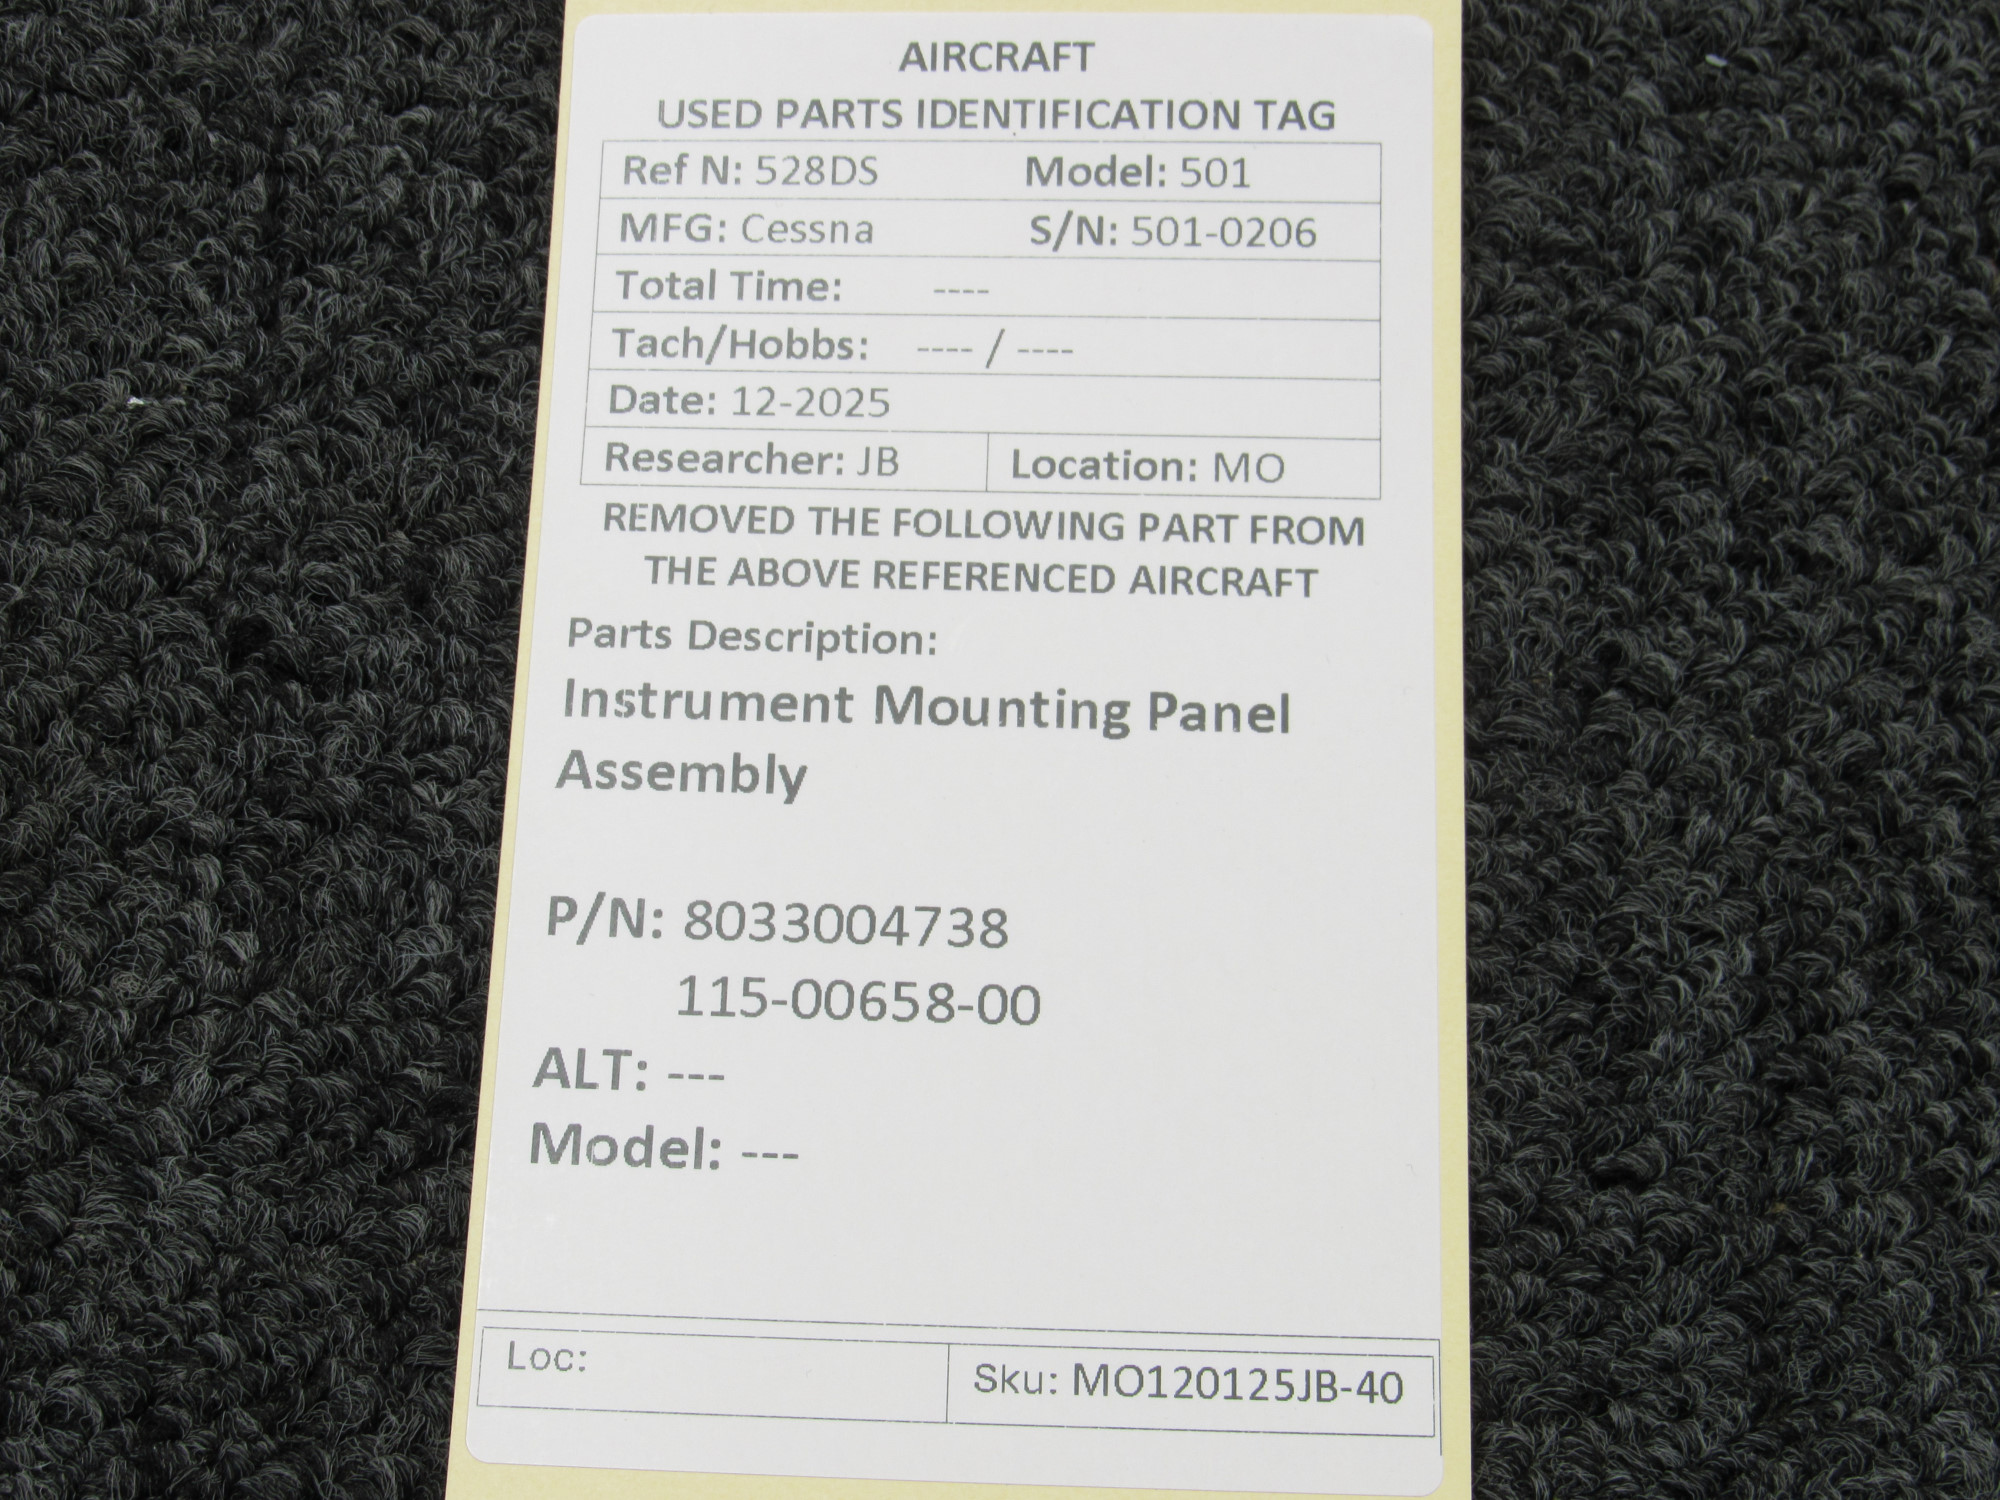 AIRCRAFT
USED PARTS IDENTIFICATION TAG
Ref N: 528DS Model: 501
MFG: Cessna S/N: 501-0206
Total Time: ----
Tach/Hobbs: ---- / ----
Date: 12-2025
Researcher: JB Location: MO
REMOVED THE FOLLOWING PART FROM
THE ABOVE REFERENCED AIRCRAFT
Parts Description:
Instrument Mounting Panel
Assembly
P/N: 8033004738
115-00658-00
ALT: ---
Model: ---
Loc: Sku: MO120125JB-40